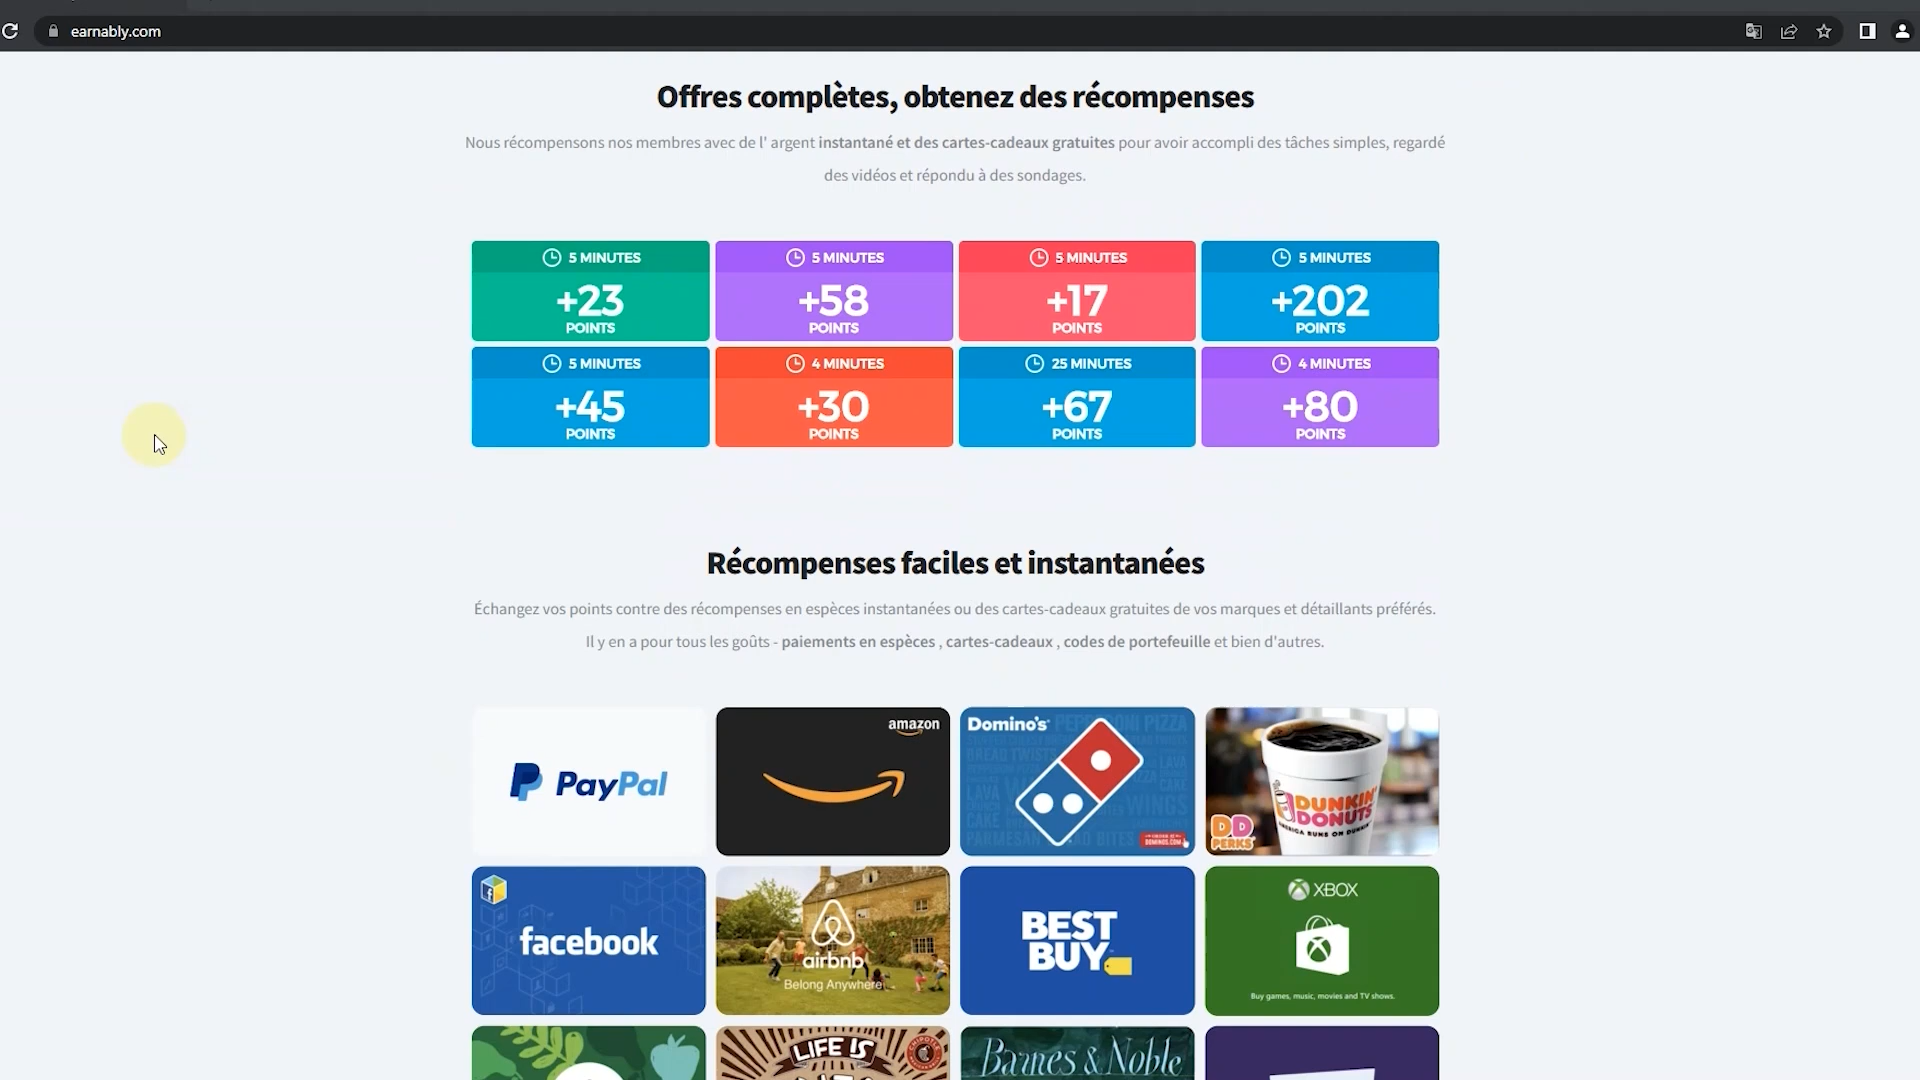 earnably.com
Offres complètes, obtenez des récompenses
Nous récompensons nos membres avec de l' argent instantané et des cartes-cadeaux gratuites pour avoir accompli des tâches simples, regardé
des vidéos et répondu à des sondages.
5 MINUTES
+23
POINTS
5 MINUTES
+58
POINTS
5 MINUTES
+17
POINTS
5 MINUTES
+202
POINTS
5 MINUTES
+45
POINTS
4 MINUTES
+30
POINTS
25 MINUTES
+67
POINTS
4 MINUTES
+80
POINTS
Récompenses faciles et instantanées
Échangez vos points contre des récompenses en espèces instantanées ou des cartes-cadeaux gratuites de vos marques et détaillants préférés.
Il y en a pour tous les goûts - paiements en espèces , cartes-cadeaux , codes de portefeuille et bien d'autres.
PayPal
amazon
Domino's
DUNKIN'
DONUTS
AMERICA RUNS ON DUNKIN'
DD
PERKS
facebook
airbnb
Belong Anywhere
BEST
BUY
XBOX
Buy games, music, movies and TV shows.
LIFE IS
CHIPOTLE
Barnes & Noble